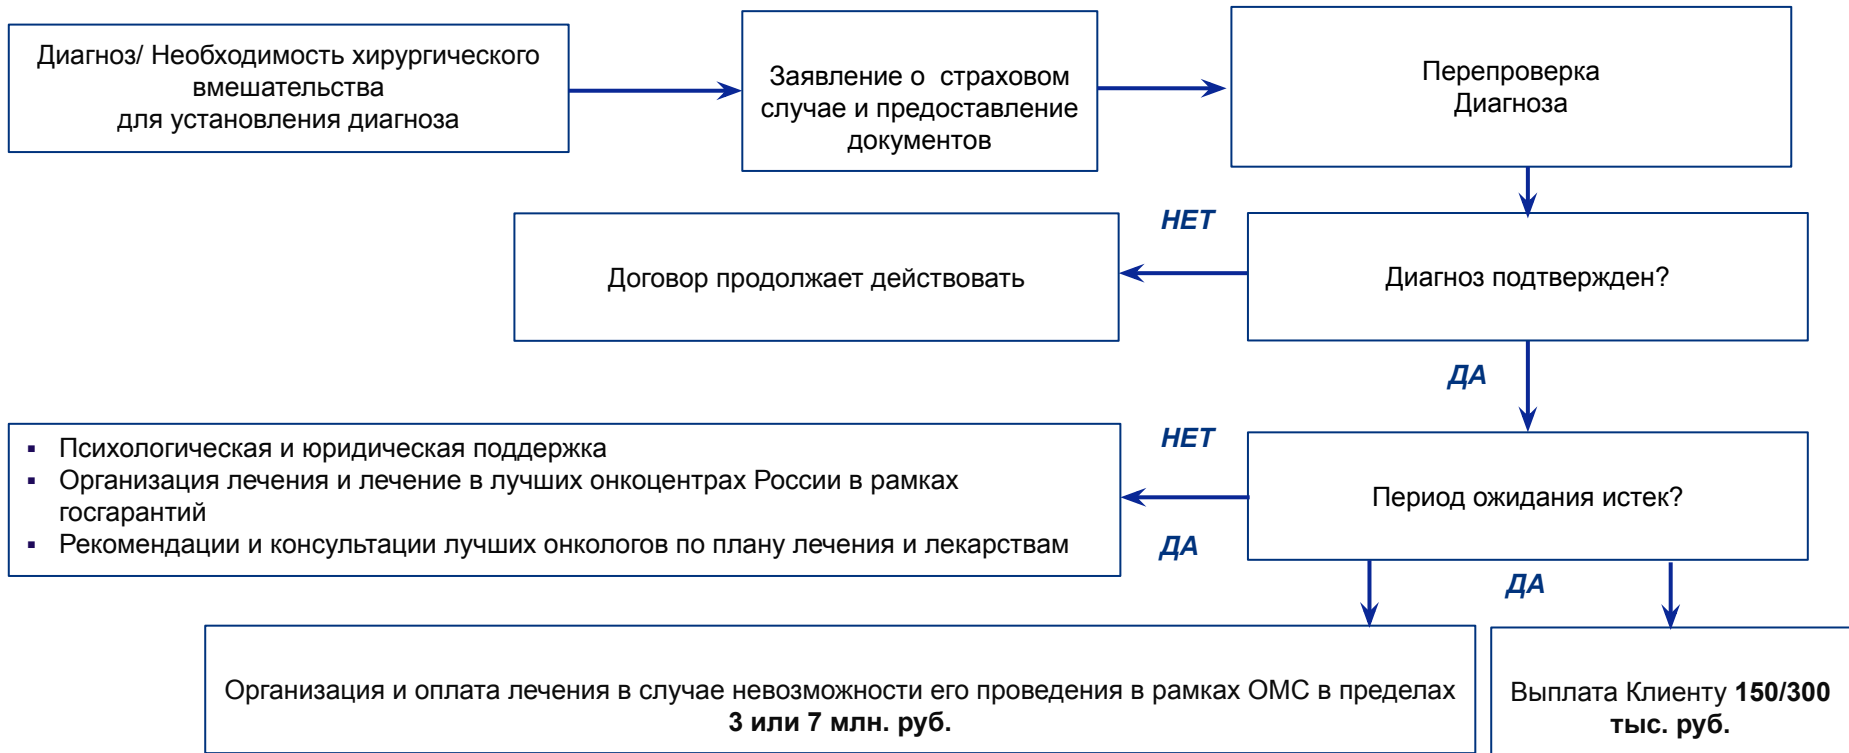 Диагноз/ Необходимость хирургического
вмешательства
для установления диагноза
Заявление о страховом
случае и предоставление
документов
Перепроверка
Диагноза
НЕТ
Договор продолжает действовать
Диагноз подтвержден?
ДА
▪ Психологическая и юридическая поддержка
▪ Организация лечения и лечение в лучших онкоцентрах России в рамках
госгарантий
▪ Рекомендации и консультации лучших онкологов по плану лечения и лекарствам
НЕТ
ДА
Период ожидания истек?
ДА
Организация и оплата лечения в случае невозможности его проведения в рамках ОМС в пределах
3 или 7 млн. руб.
Выплата Клиенту 150/300
тыс. руб.